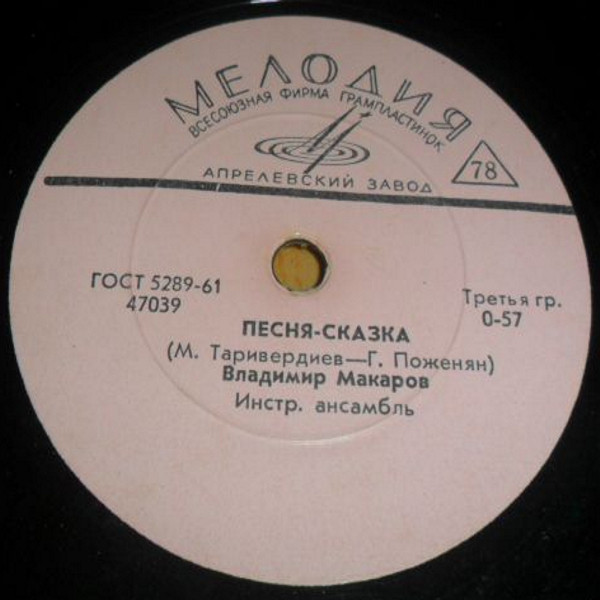 МЕЛОДИЯ
ВСЕСОЮЗНАЯ ФИРМА ГРАМПЛАСТИНОК
АПРЕЛЕВСКИЙ ЗАВОД
78
ГОСТ 5289-61
47039
Третья гр.
0-57
ПЕСНЯ-СКАЗКА
(М. Таривердиев—Г. Поженян)
Владимир Макаров
Инстр. ансамбль